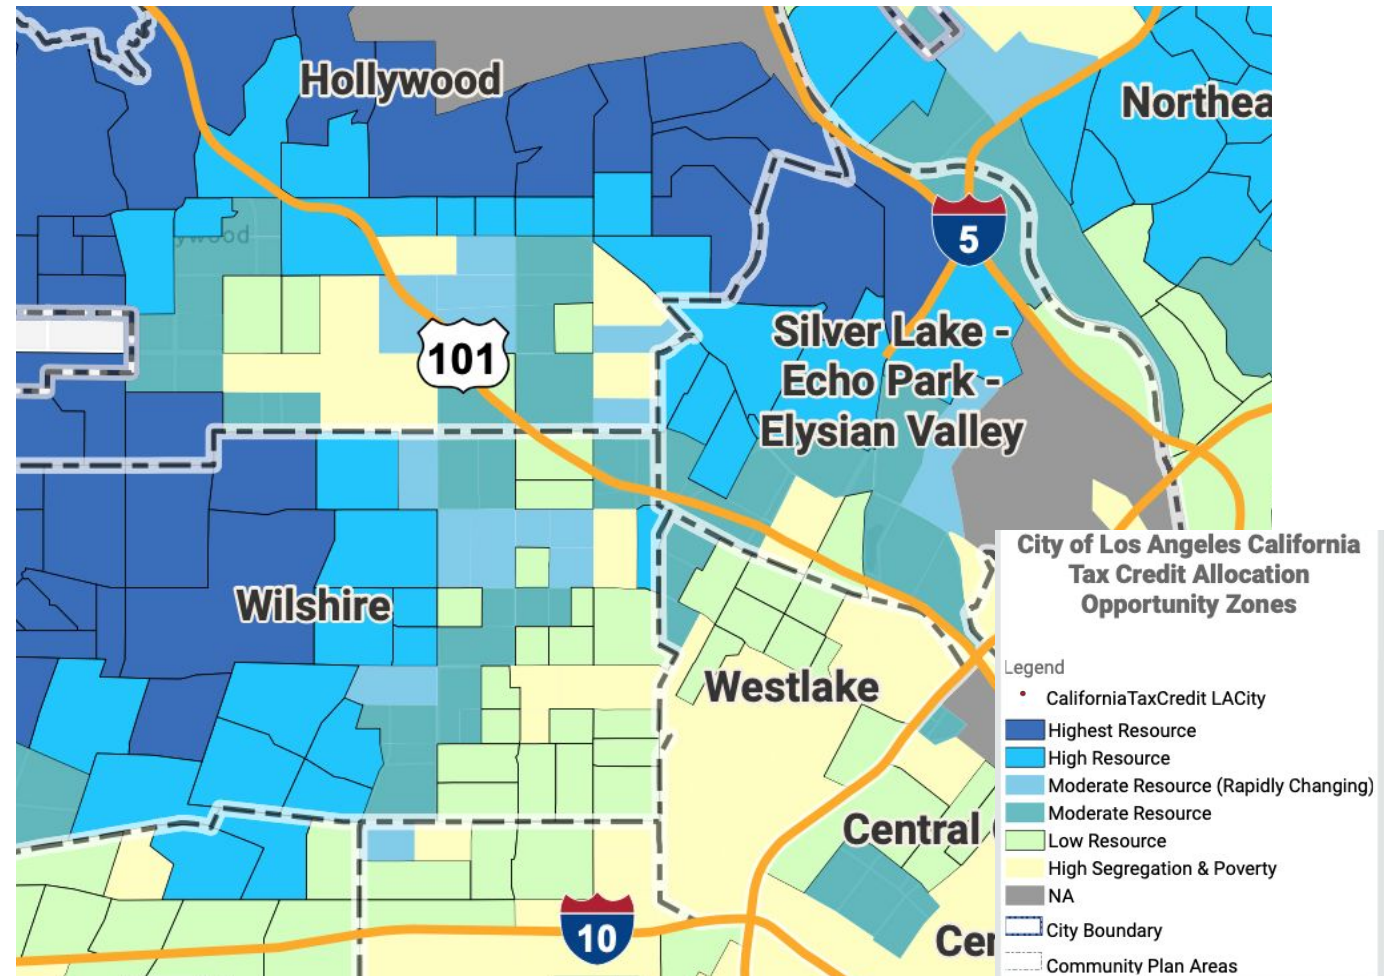 Hollywood
Northea
ywood
5
101
Silver Lake -
Echo Park -
Elysian Valley
Wilshire
Westlake
Central
Cen
10
City of Los Angeles California
Tax Credit Allocation
Opportunity Zones
Legend
CaliforniaTaxCredit LACity
Highest Resource
High Resource
Moderate Resource (Rapidly Changing)
Moderate Resource
Low Resource
High Segregation & Poverty
NA
City Boundary
Community Plan Areas